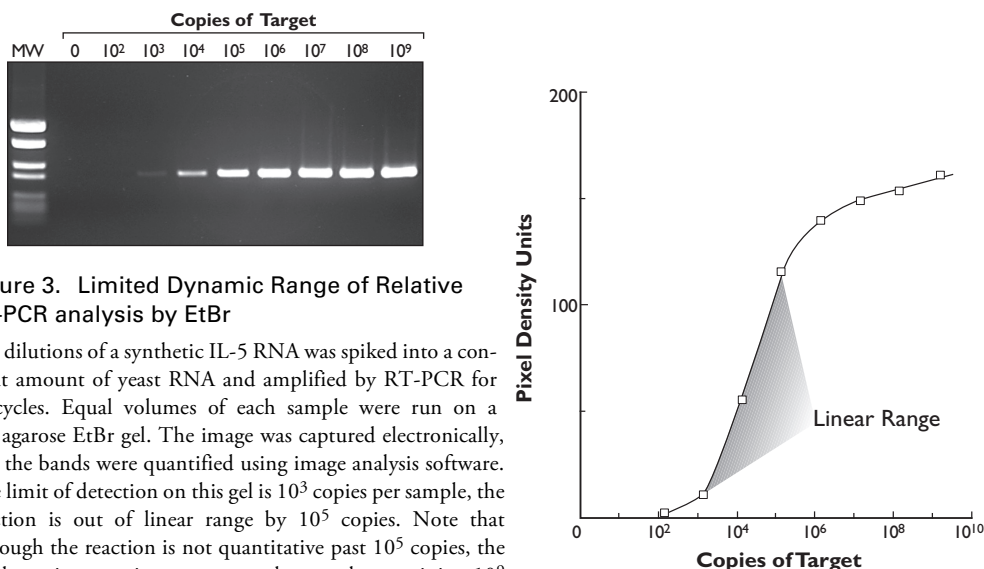 Copies of Target
MW 0 10² 10³ 10⁴ 10⁵ 10⁶ 10⁷ 10⁸ 10⁹
ure 3. Limited Dynamic Range of Relative
-PCR analysis by EtBr
dilutions of a synthetic IL-5 RNA was spiked into a con-
t amount of yeast RNA and amplified by RT-PCR for
ycles. Equal volumes of each sample were run on a
agarose EtBr gel. The image was captured electronically,
the bands were quantified using image analysis software.
e limit of detection on this gel is 10³ copies per sample, the
tion is out of linear range by 10⁵ copies. Note that
ough the reaction is not quantitative past 10⁵ copies, the
200
100
Pixel Density Units
Linear Range
0 10² 10⁴ 10⁶ 10⁸ 10¹⁰
Copies of Target